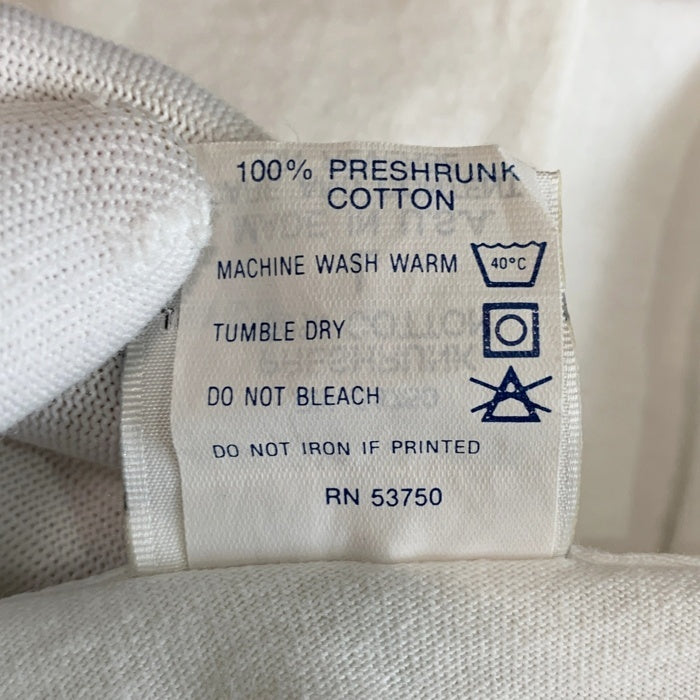 100% PRESHRUNK
COTTON
MACHINE WASH WARM 40°C
TUMBLE DRY
DO NOT BLEACH
DO NOT IRON IF PRINTED
RN 53750